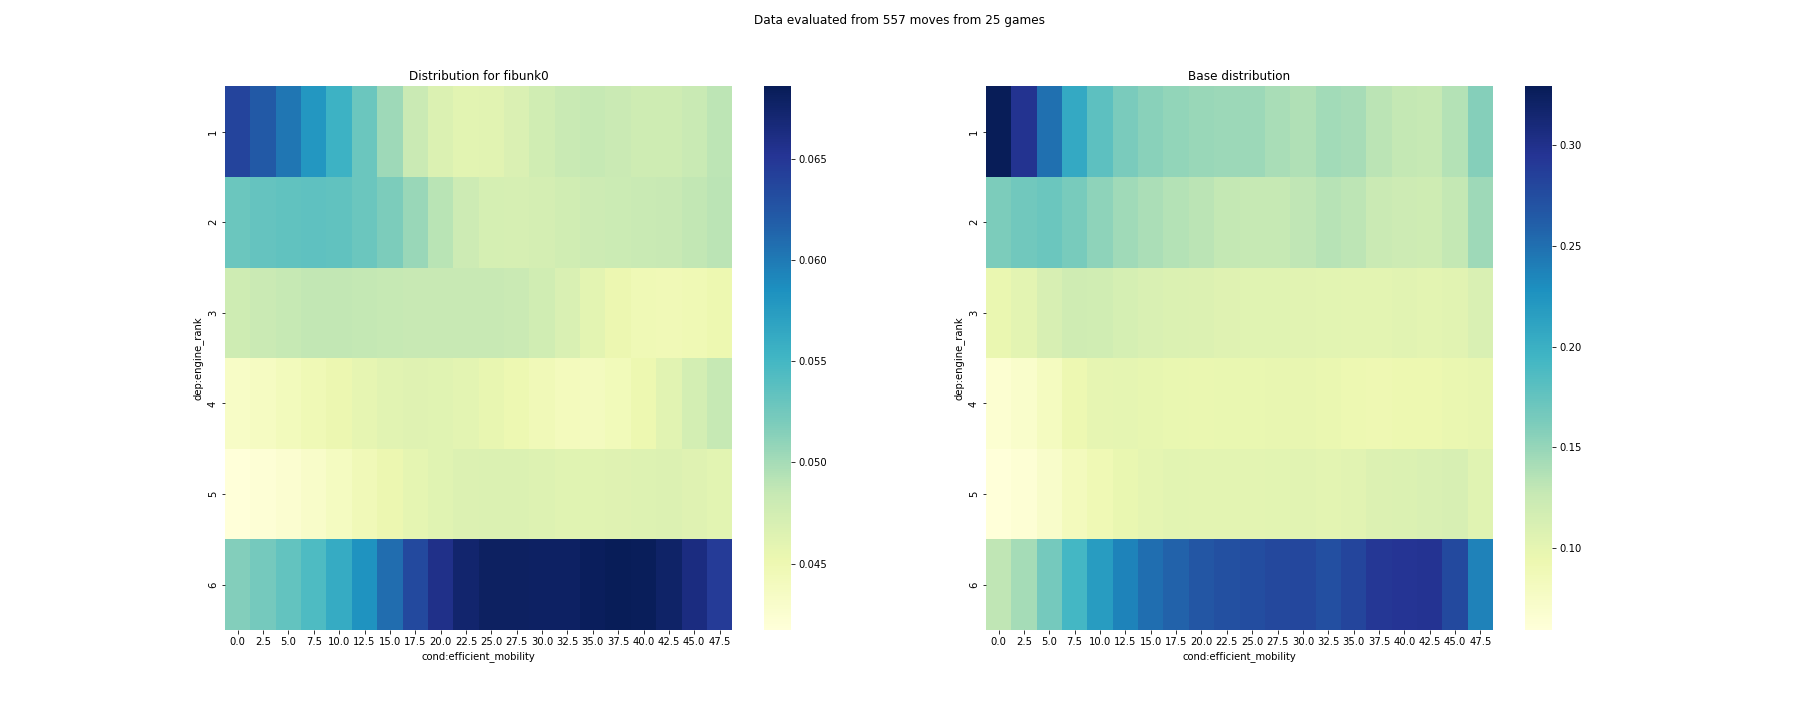 Data evaluated from 557 moves from 25 games
Distribution for fibunk0
1
2
3
4
5
6
dep:engine_rank
0.0 2.5 5.0 7.5 10.0 12.5 15.0 17.5 20.0 22.5 25.0 27.5 30.0 32.5 35.0 37.5 40.0 42.5 45.0 47.5
cond:efficient_mobility
0.065
0.060
0.055
0.050
0.045
Base distribution
1
2
3
4
5
6
dep:engine_rank
0.0 2.5 5.0 7.5 10.0 12.5 15.0 17.5 20.0 22.5 25.0 27.5 30.0 32.5 35.0 37.5 40.0 42.5 45.0 47.5
cond:efficient_mobility
0.30
0.25
0.20
0.15
0.10